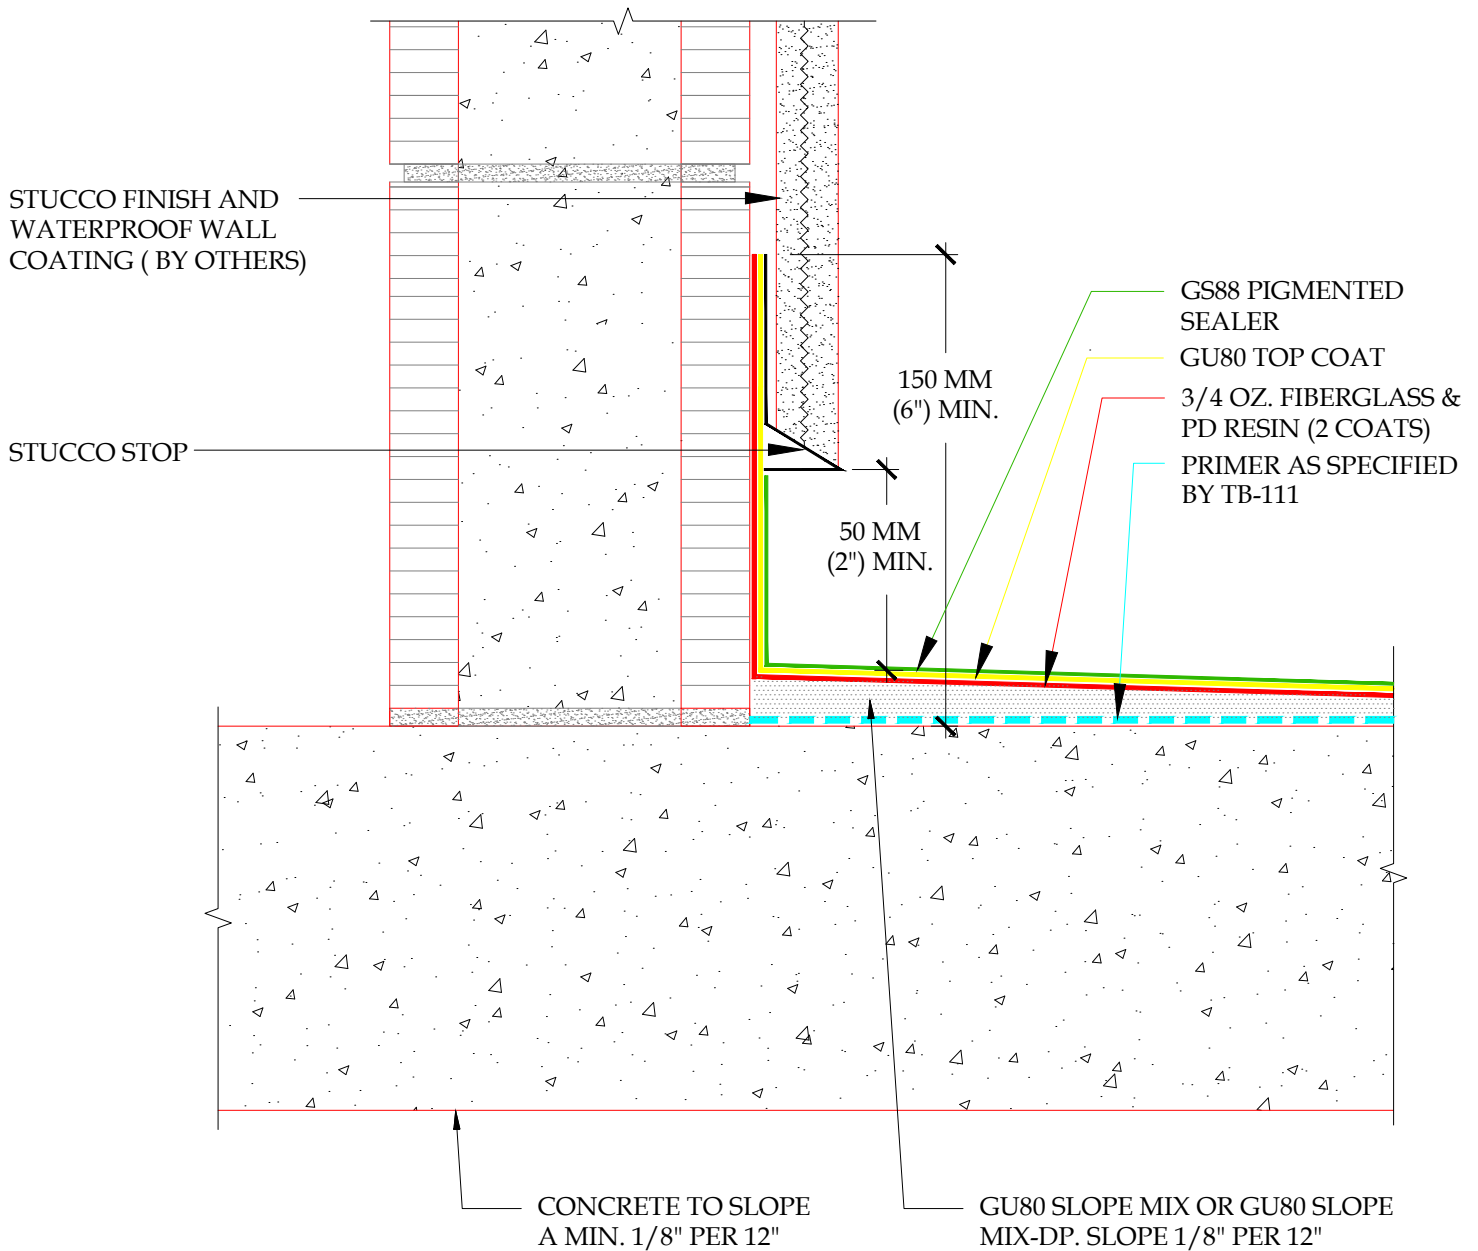 STUCCO FINISH AND
WATERPROOF WALL
COATING ( BY OTHERS)
GS88 PIGMENTED
SEALER
GU80 TOP COAT
150 MM
(6") MIN.
3/4 OZ. FIBERGLASS &
PD RESIN (2 COATS)
STUCCO STOP
PRIMER AS SPECIFIED
BY TB-111
50 MM
(2") MIN.
CONCRETE TO SLOPE
A MIN. 1/8" PER 12"
GU80 SLOPE MIX OR GU80 SLOPE
MIX-DP. SLOPE 1/8" PER 12"